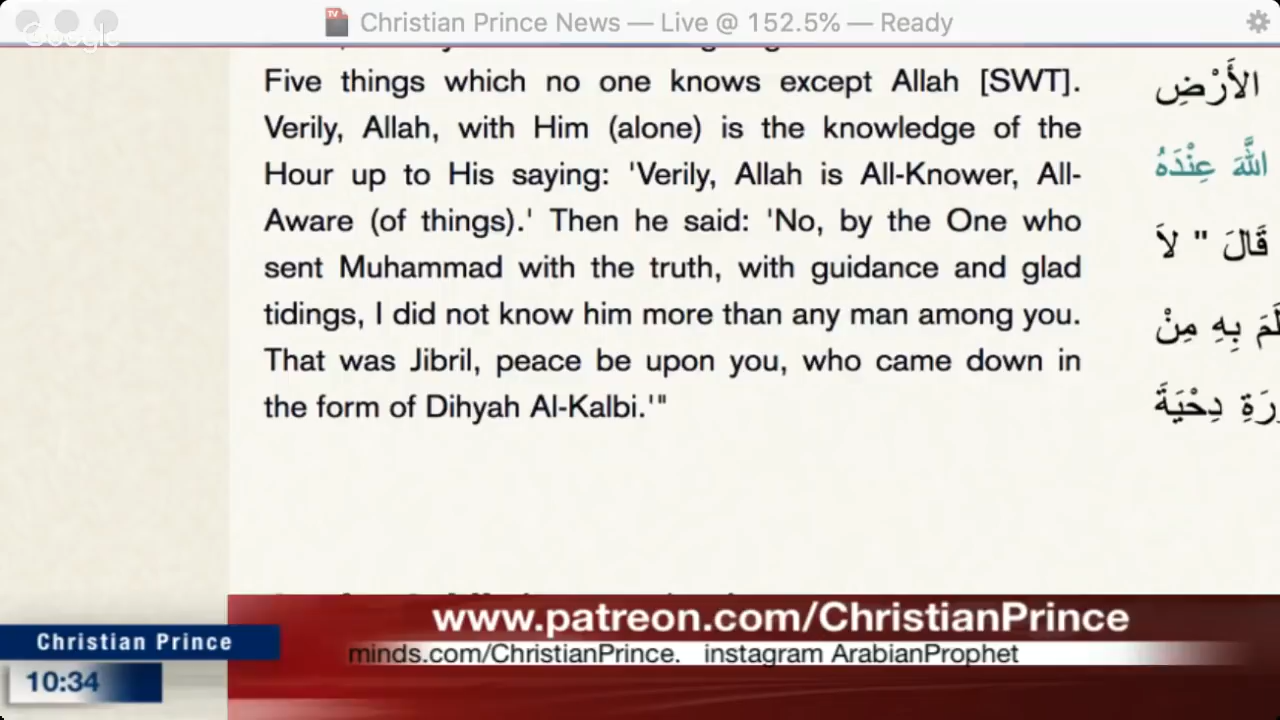 Christian Prince News — Live @ 152.5% — Ready
Google
Five things which no one knows except Allah [SWT].
Verily, Allah, with Him (alone) is the knowledge of the
Hour up to His saying: 'Verily, Allah is All-Knower, All-
Aware (of things).' Then he said: 'No, by the One who
sent Muhammad with the truth, with guidance and glad
tidings, I did not know him more than any man among you.
That was Jibril, peace be upon you, who came down in
the form of Dihyah Al-Kalbi.'"
الأَرْضِ
اللَّهَ عِنْدَهُ
قَالَ " لاَ
بِهِ مِنْ
دِحْيَةَ
www.patreon.com/ChristianPrince
minds.com/ChristianPrince. instagram ArabianProphet
Christian Prince
10:34